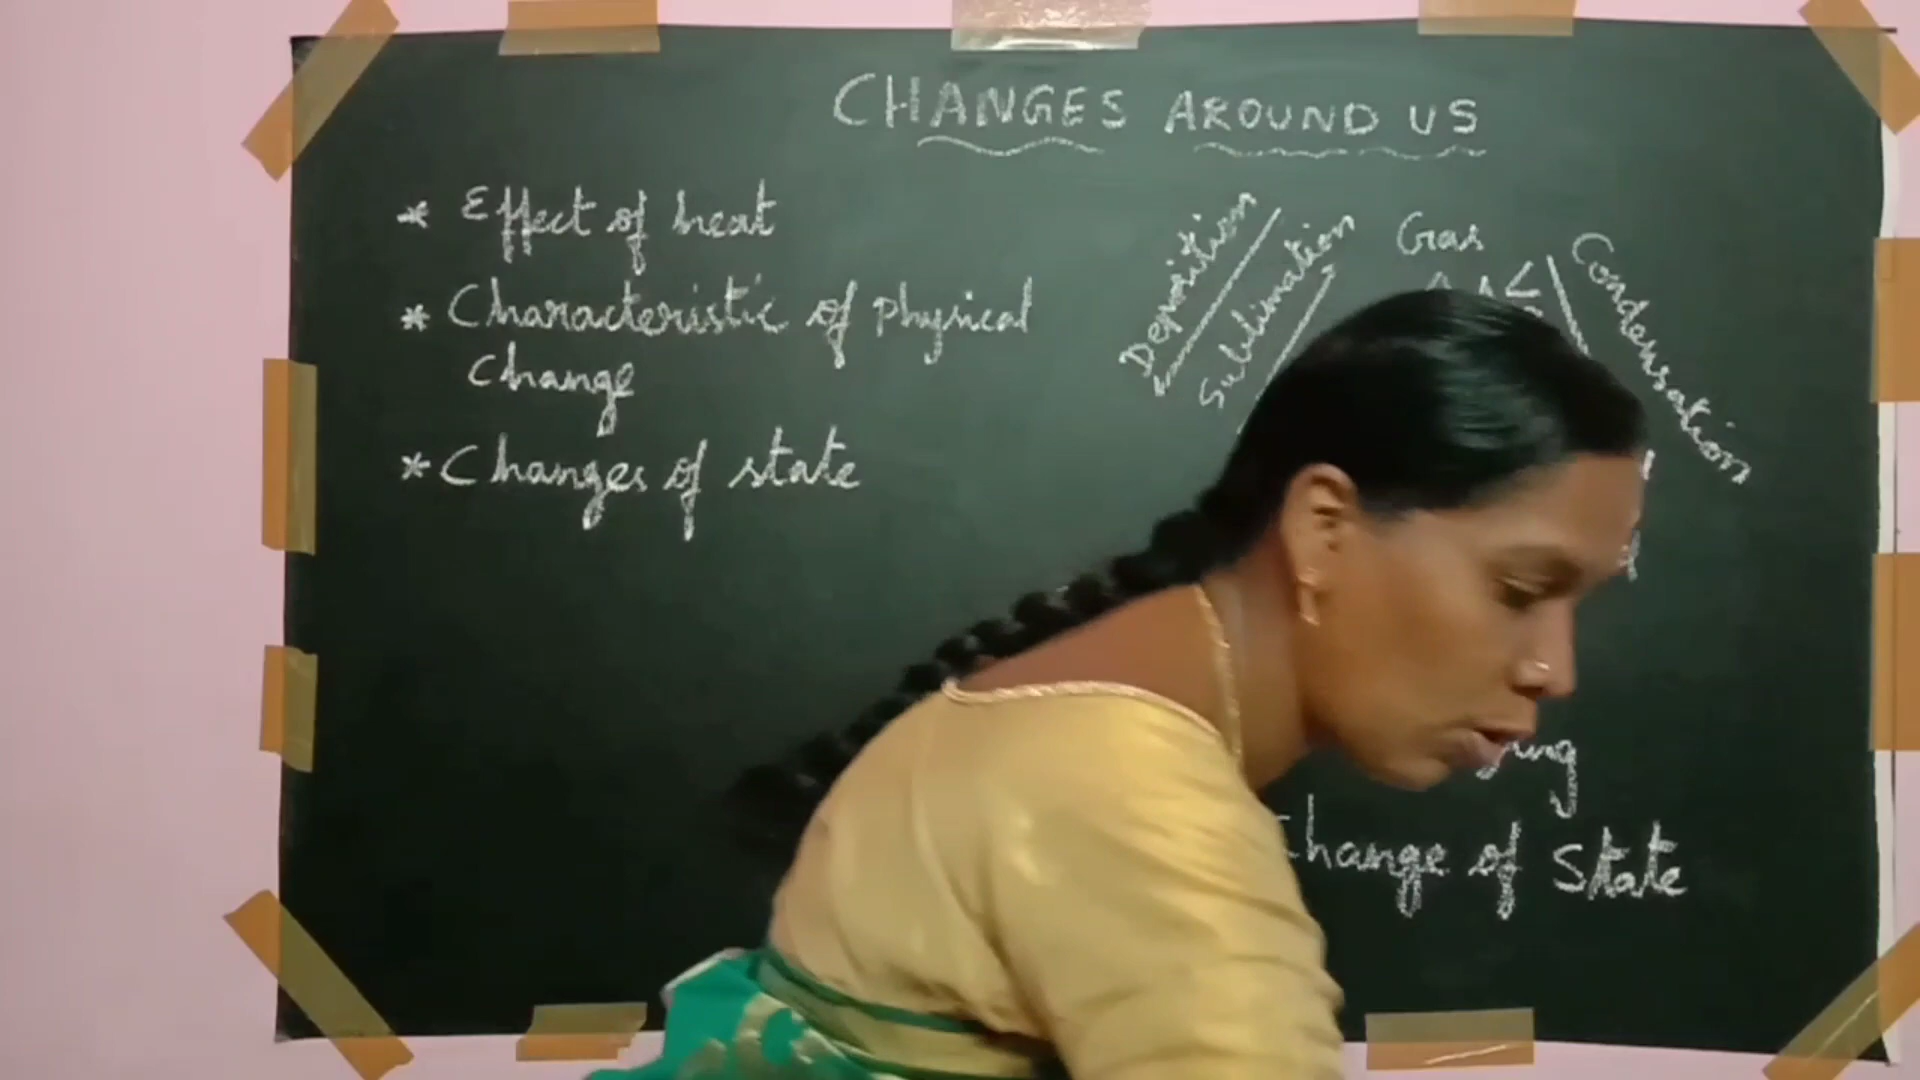 CHANGES AROUND US
* Effect of heat
* Characteristic of physical
change
* Changes of state
Deposition
Sublimation
Gas
Condensation
Change of State